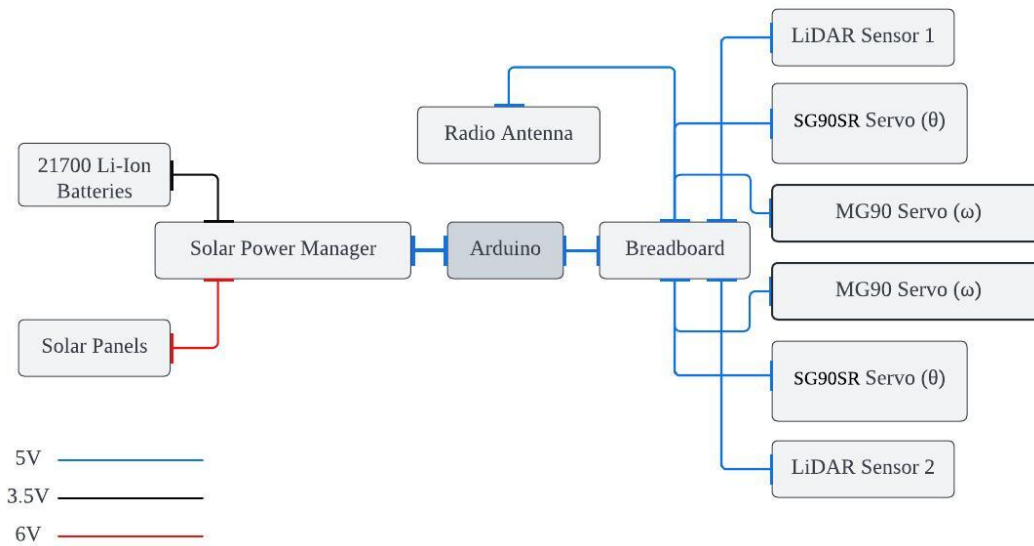 LiDAR Sensor 1
SG90SR Servo (θ)
Radio Antenna
21700 Li-Ion
Batteries
MG90 Servo (ω)
Solar Power Manager
Arduino
Breadboard
MG90 Servo (ω)
Solar Panels
SG90SR Servo (θ)
LiDAR Sensor 2
5V
3.5V
6V